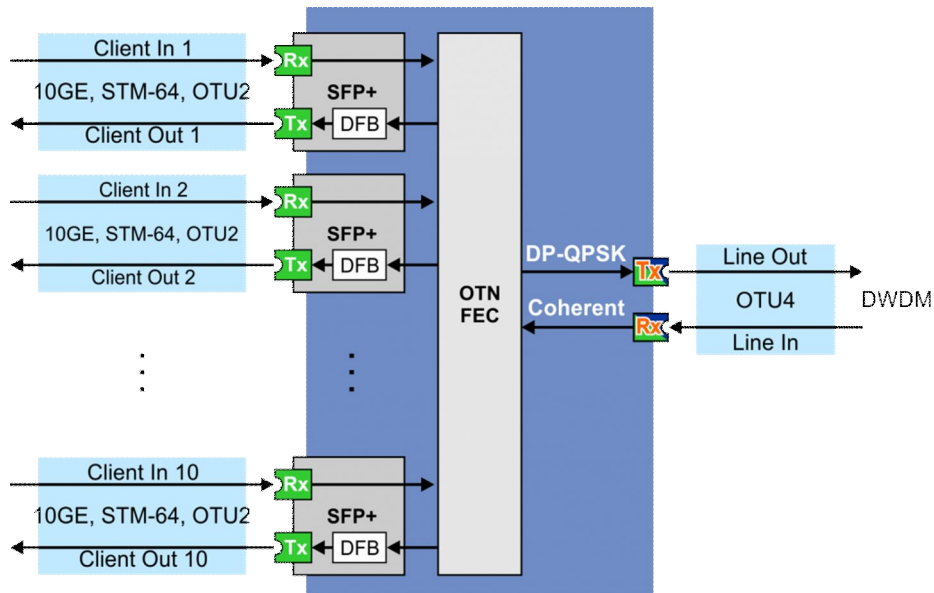 Client In 1
Rx
10GE, STM-64, OTU2
SFP+
Tx
DFB
Client Out 1
Client In 2
Rx
10GE, STM-64, OTU2
SFP+
Tx
DFB
Client Out 2
OTN
FEC
DP-QPSK
Tx
Line Out
Coherent
Rx
OTU4
DWDM
Line In
Client In 10
Rx
10GE, STM-64, OTU2
SFP+
Tx
DFB
Client Out 10